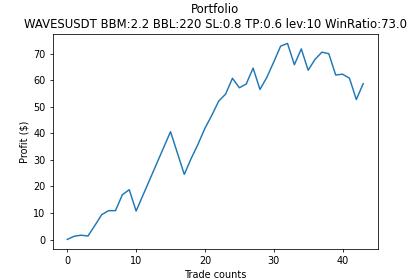 Portfolio
WAVESUSDT BBM:2.2 BBL:220 SL:0.8 TP:0.6 lev:10 WinRatio:73.0
70
60
50
40
30
20
10
0
Profit ($)
0 10 20 30 40
Trade counts